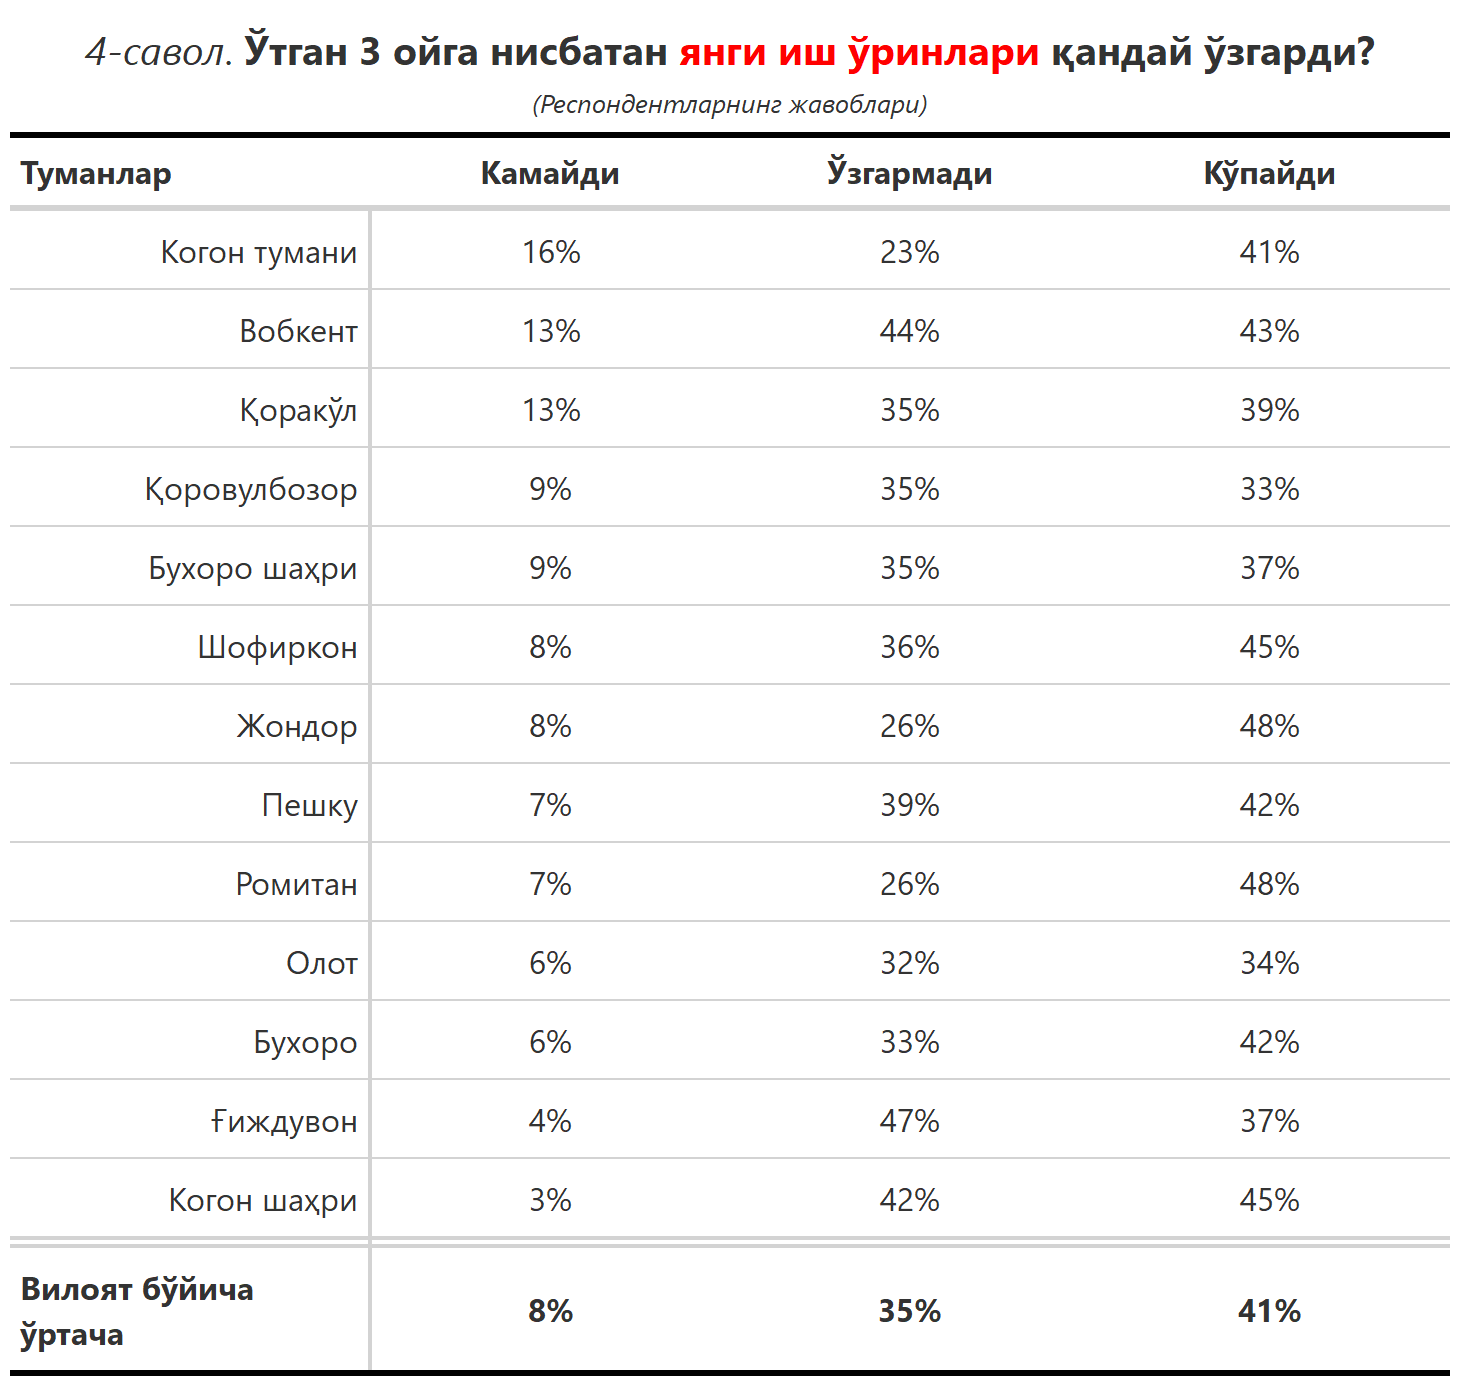 4-савол. Ўтган 3 ойга нисбатан янги иш ўринлари қандай ўзгарди?
(Респондентларнинг жавоблари)
Туманлар Камайди Ўзгармади Кўпайди
Когон тумани 16% 23% 41%
Вобкент 13% 44% 43%
Қоракўл 13% 35% 39%
Қоровулбозор 9% 35% 33%
Бухоро шаҳри 9% 35% 37%
Шофиркон 8% 36% 45%
Жондор 8% 26% 48%
Пешку 7% 39% 42%
Ромитан 7% 26% 48%
Олот 6% 32% 34%
Бухоро 6% 33% 42%
Ғиждувон 4% 47% 37%
Когон шаҳри 3% 42% 45%
Вилоят бўйича
ўртача 8% 35% 41%